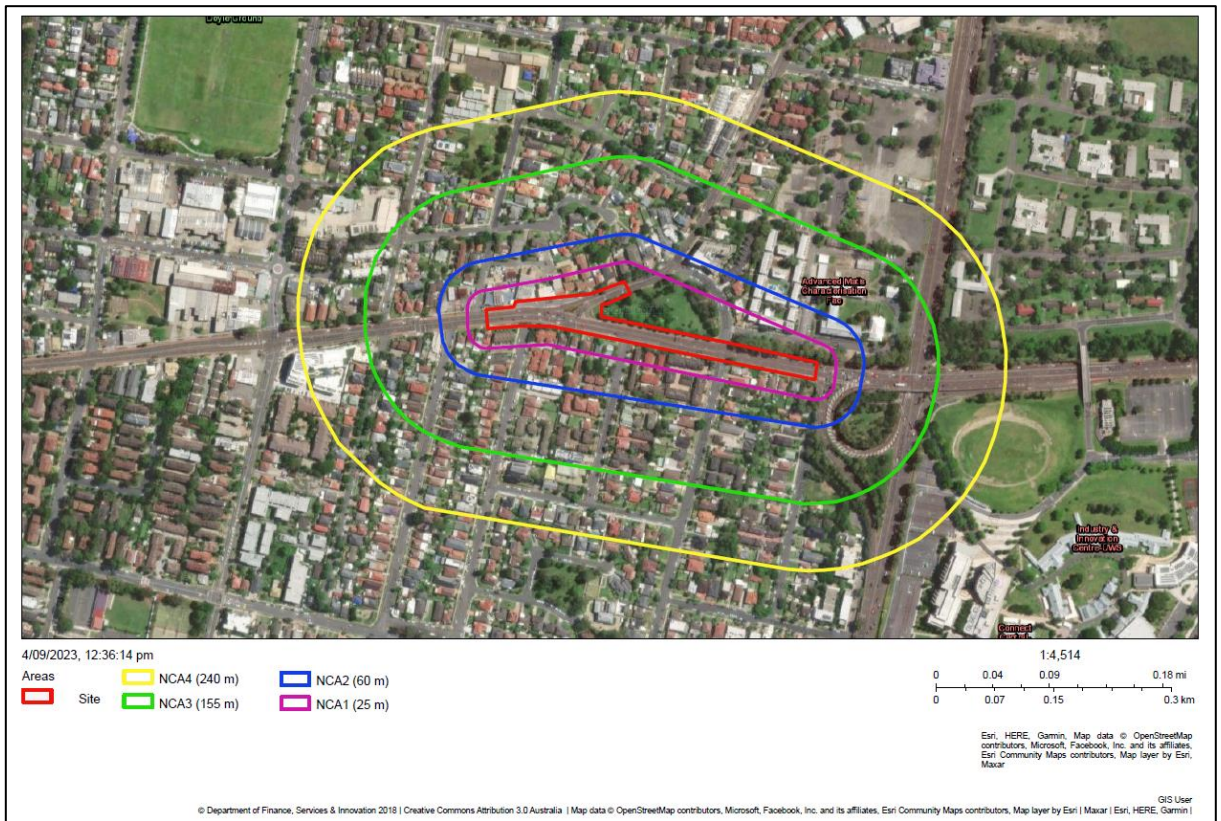 Doyle Ground
Advanced Matls
Characterisation
Fac
Industry &
Innovation
Centre-UWS
Connect
4/09/2023, 12:36:14 pm
Areas
Site
NCA4 (240 m)
NCA3 (155 m)
NCA2 (60 m)
NCA1 (25 m)
1:4,514
0 0.04 0.09 0.18 mi
0 0.07 0.15 0.3 km
Esri, HERE, Garmin, Map data © OpenStreetMap
contributors, Microsoft, Facebook, Inc. and its affiliates,
Esri Community Maps contributors, Map layer by Esri,
Maxar
GIS User
© Department of Finance, Services & Innovation 2018 | Creative Commons Attribution 3.0 Australia | Map data © OpenStreetMap contributors, Microsoft, Facebook, Inc. and its affiliates, Esri Community Maps contributors, Map layer by Esri | Maxar | Esri, HERE, Garmin |